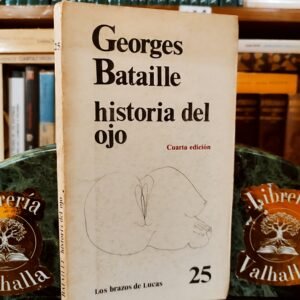 25
Georges
Bataille
historia del
ojo
Cuarta edición
Los brazos de Lucas
25
Librería
Valhalla
Librería
Valhalla